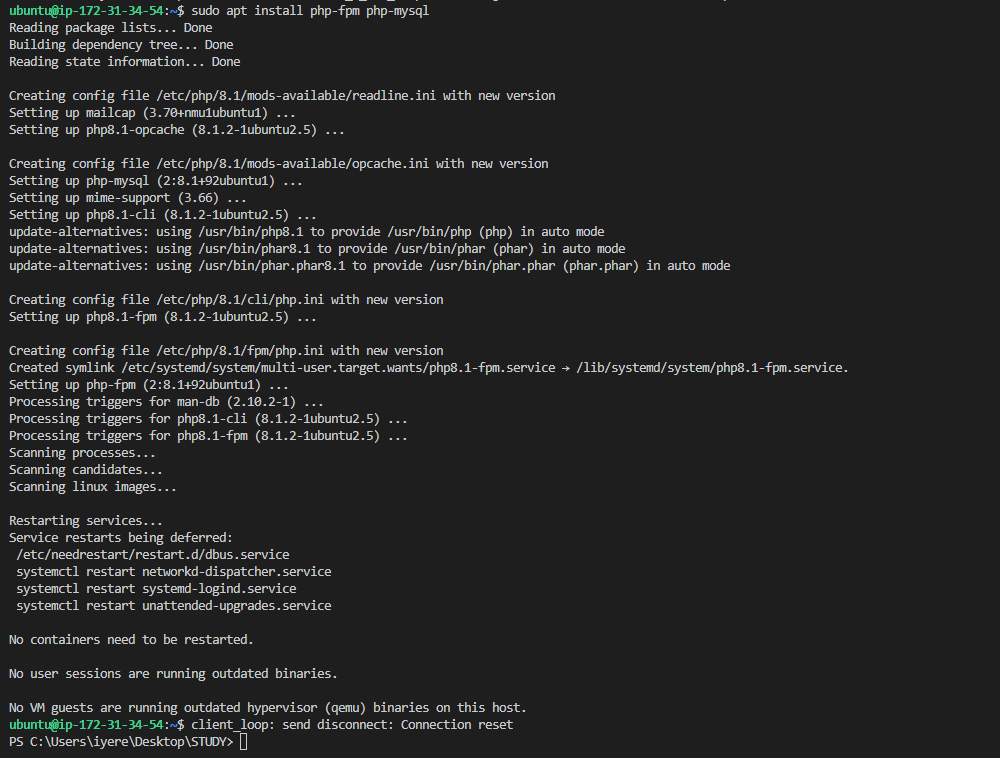 ubuntu@ip-172-31-34-54:~$ sudo apt install php-fpm php-mysql
Reading package lists... Done
Building dependency tree... Done
Reading state information... Done
Creating config file /etc/php/8.1/mods-available/readline.ini with new version
Setting up mailcap (3.70+nmu1ubuntu1) ...
Setting up php8.1-opcache (8.1.2-1ubuntu2.5) ...
Creating config file /etc/php/8.1/mods-available/opcache.ini with new version
Setting up php-mysql (2:8.1+92ubuntu1) ...
Setting up mime-support (3.66) ...
Setting up php8.1-cli (8.1.2-1ubuntu2.5) ...
update-alternatives: using /usr/bin/php8.1 to provide /usr/bin/php (php) in auto mode
update-alternatives: using /usr/bin/phar8.1 to provide /usr/bin/phar (phar) in auto mode
update-alternatives: using /usr/bin/phar.phar8.1 to provide /usr/bin/phar.phar (phar.phar) in auto mode
Creating config file /etc/php/8.1/cli/php.ini with new version
Setting up php8.1-fpm (8.1.2-1ubuntu2.5) ...
Creating config file /etc/php/8.1/fpm/php.ini with new version
Created symlink /etc/systemd/system/multi-user.target.wants/php8.1-fpm.service → /lib/systemd/system/php8.1-fpm.service.
Setting up php-fpm (2:8.1+92ubuntu1) ...
Processing triggers for man-db (2.10.2-1) ...
Processing triggers for php8.1-cli (8.1.2-1ubuntu2.5) ...
Processing triggers for php8.1-fpm (8.1.2-1ubuntu2.5) ...
Scanning processes...
Scanning candidates...
Scanning linux images...
Restarting services...
Service restarts being deferred:
 /etc/needrestart/restart.d/dbus.service
 systemctl restart networkd-dispatcher.service
 systemctl restart systemd-logind.service
 systemctl restart unattended-upgrades.service
No containers need to be restarted.
No user sessions are running outdated binaries.
No VM guests are running outdated hypervisor (qemu) binaries on this host.
ubuntu@ip-172-31-34-54:~$ client_loop: send disconnect: Connection reset
PS C:\Users\iyere\Desktop\STUDY>